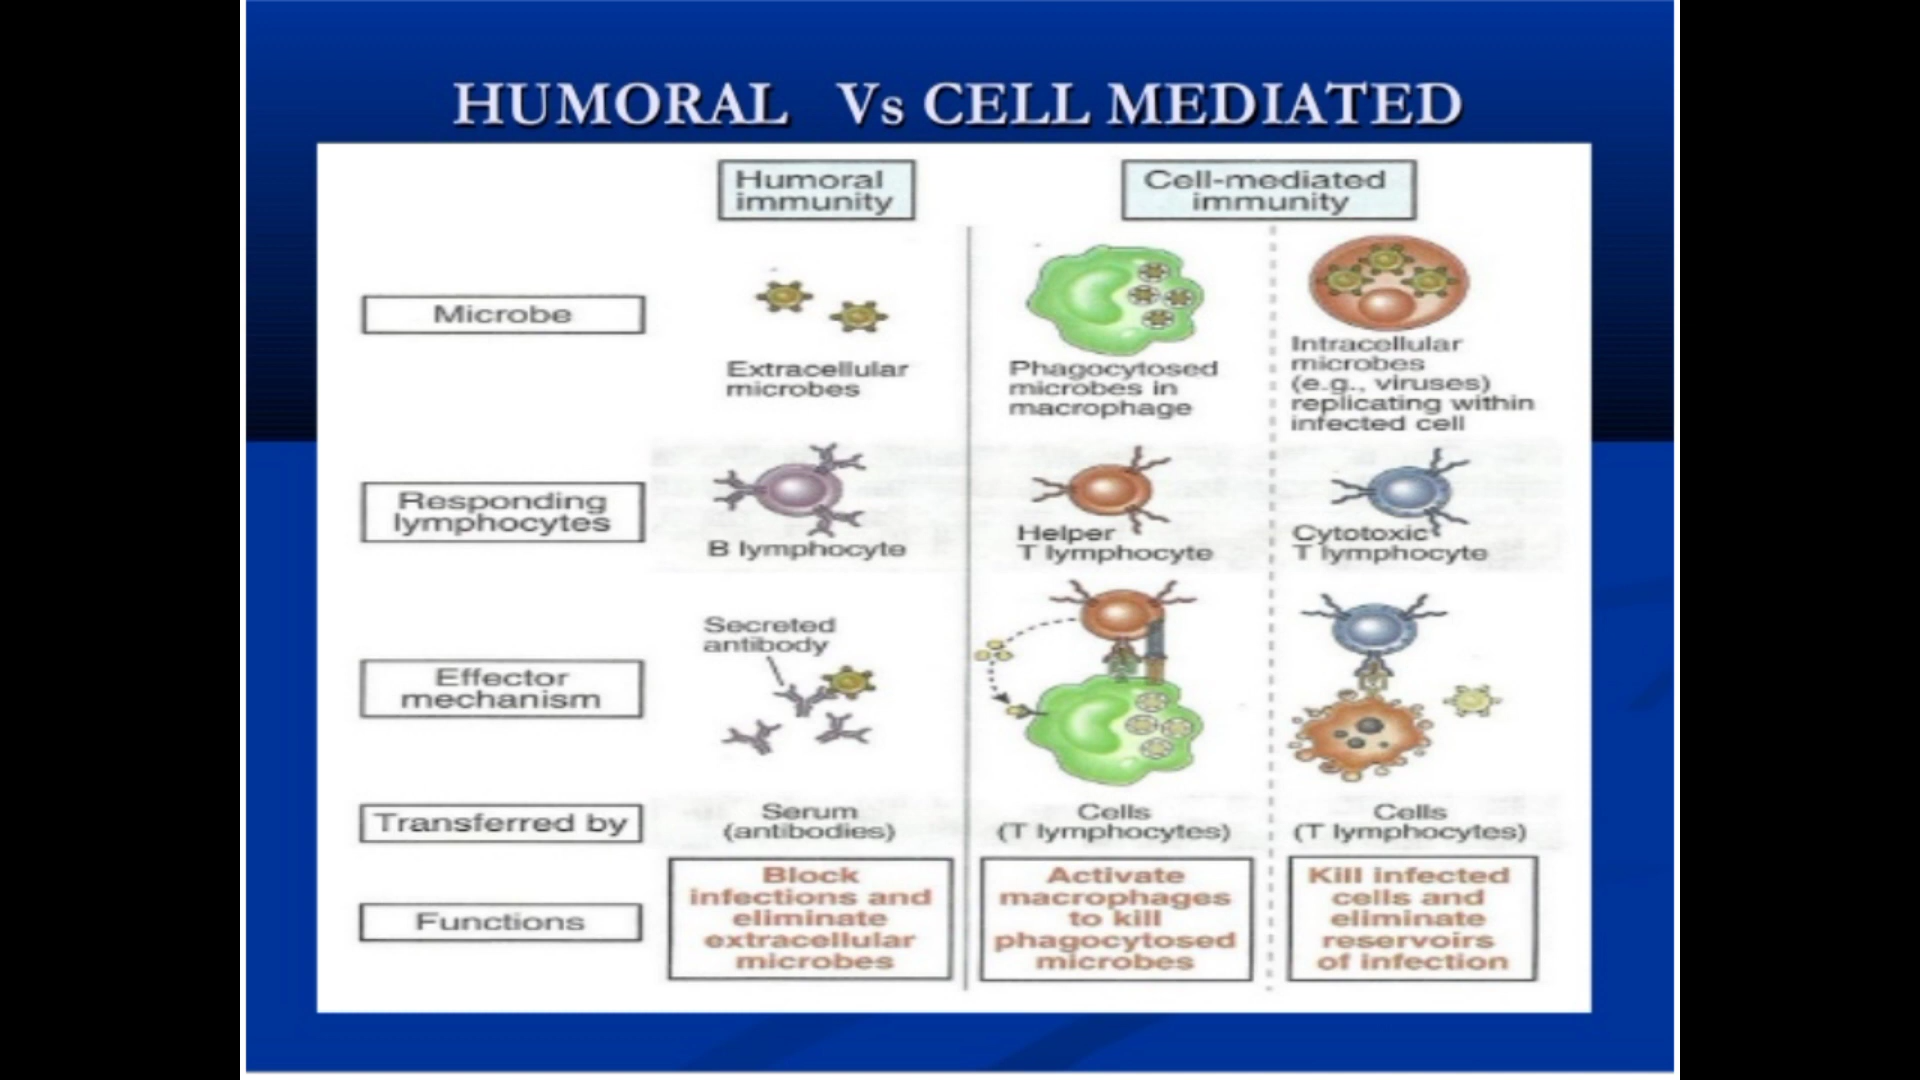 HUMORAL Vs CELL MEDIATED
Humoral
immunity
Cell-mediated
immunity
Microbe
Extracellular
microbes
Phagocytosed
microbes in
macrophage
Intracellular
microbes
(e.g., viruses)
replicating within
infected cell
Responding
lymphocytes
B lymphocyte
Helper
T lymphocyte
Cytotoxic
T lymphocyte
Effector
mechanism
Secreted
antibody
Transferred by
Serum
(antibodies)
Cells
(T lymphocytes)
Cells
(T lymphocytes)
Functions
Block
infections and
eliminate
extracellular
microbes
Activate
macrophages
to kill
phagocytosed
microbes
Kill infected
cells and
eliminate
reservoirs
of infection